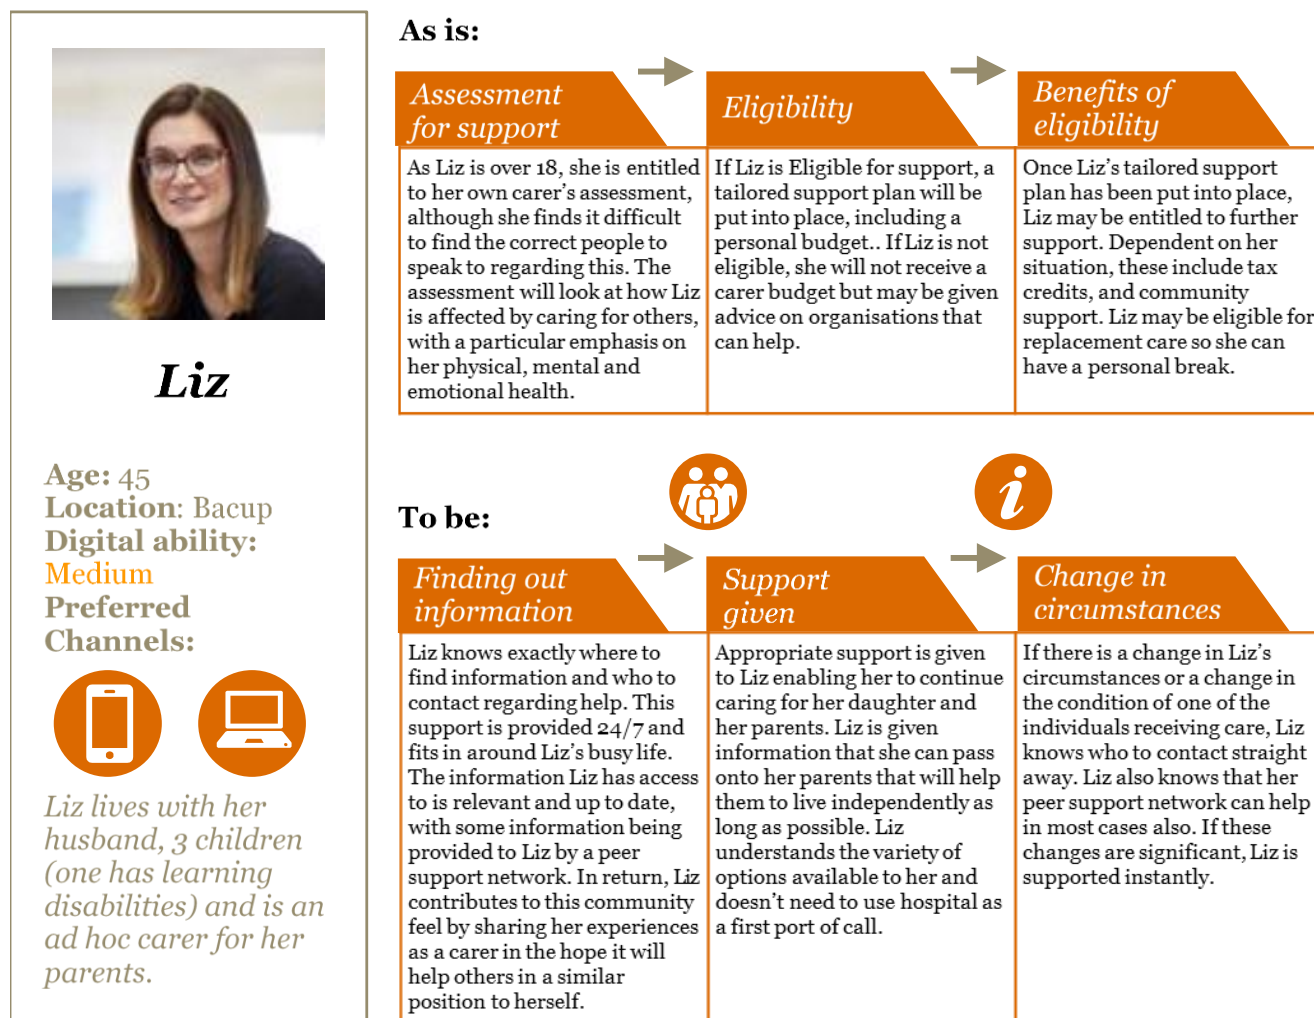 Liz
Age: 45
Location: Bacup
Digital ability:
Medium
Preferred
Channels:
Liz lives with her
husband, 3 children
(one has learning
disabilities) and is an
ad hoc carer for her
parents.
As is:
Assessment
for support
As Liz is over 18, she is entitled
to her own carer's assessment,
although she finds it difficult
to find the correct people to
speak to regarding this. The
assessment will look at how Liz
is affected by caring for others,
with a particular emphasis on
her physical, mental and
emotional health.
Eligibility
If Liz is Eligible for support, a
tailored support plan will be
put into place, including a
personal budget.. If Liz is not
eligible, she will not receive a
carer budget but may be given
advice on organisations that
can help.
Benefits of
eligibility
Once Liz's tailored support
plan has been put into place,
Liz may be entitled to further
support. Dependent on her
situation, these include tax
credits, and community
support. Liz may be eligible for
replacement care so she can
have a personal break.
To be:
i
Finding out
information
Liz knows exactly where to
find information and who to
contact regarding help. This
support is provided 24/7 and
fits in around Liz's busy life.
The information Liz has access
to is relevant and up to date,
with some information being
provided to Liz by a peer
support network. In return, Liz
contributes to this community
feel by sharing her experiences
as a carer in the hope it will
help others in a similar
position to herself.
Support
given
Appropriate support is given
to Liz enabling her to continue
caring for her daughter and
her parents. Liz is given
information that she can pass
onto her parents that will help
them to live independently as
long as possible. Liz
understands the variety of
options available to her and
doesn't need to use hospital as
a first port of call.
Change in
circumstances
If there is a change in Liz's
circumstances or a change in
the condition of one of the
individuals receiving care, Liz
knows who to contact straight
away. Liz also knows that her
peer support network can help
in most cases also. If these
changes are significant, Liz is
supported instantly.